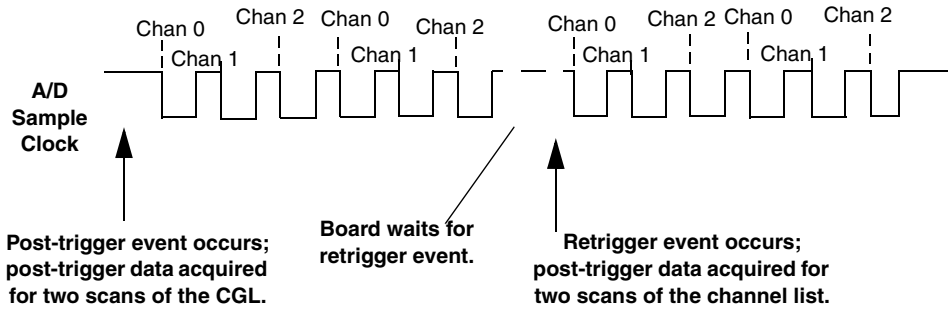 Chan 0 Chan 2 Chan 0 Chan 2 Chan 0 Chan 2 Chan 0 Chan 2
Chan 1 Chan 1 Chan 1 Chan 1
A/D
Sample
Clock
Post-trigger event occurs;
post-trigger data acquired
for two scans of the CGL.
Board waits for
retrigger event.
Retrigger event occurs;
post-trigger data acquired for
two scans of the channel list.